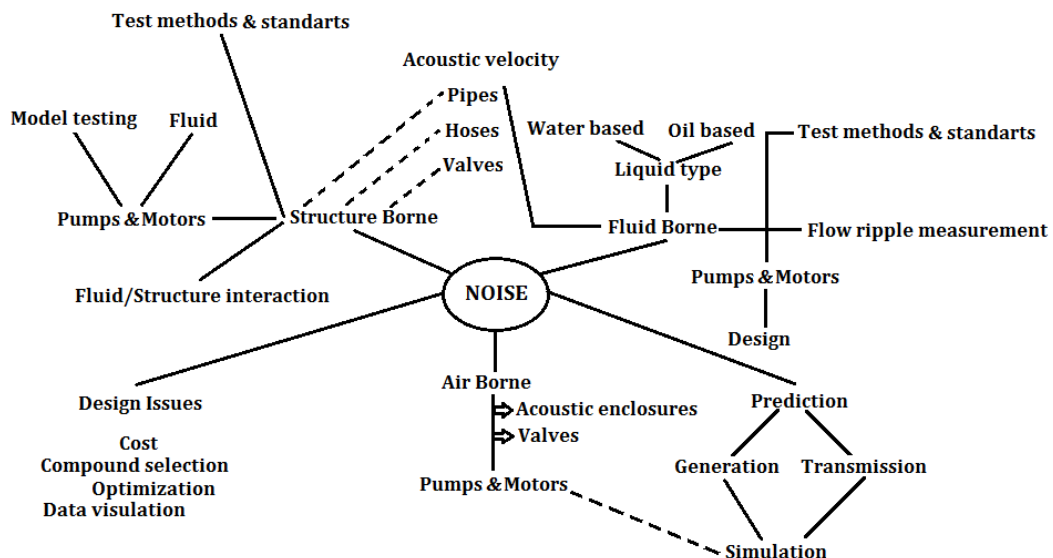 Test methods & standarts
Acoustic velocity
Pipes
Model testing
Fluid
Hoses
Water based
Oil based
Test methods & standarts
Valves
Liquid type
Pumps & Motors
Structure Borne
Fluid Borne
Flow ripple measurement
Fluid/Structure interaction
NOISE
Pumps & Motors
Design
Air Borne
Design Issues
Prediction
Acoustic enclosures
Cost
Valves
Compound selection
Generation
Transmission
Optimization
Pumps & Motors
Data visulation
Simulation